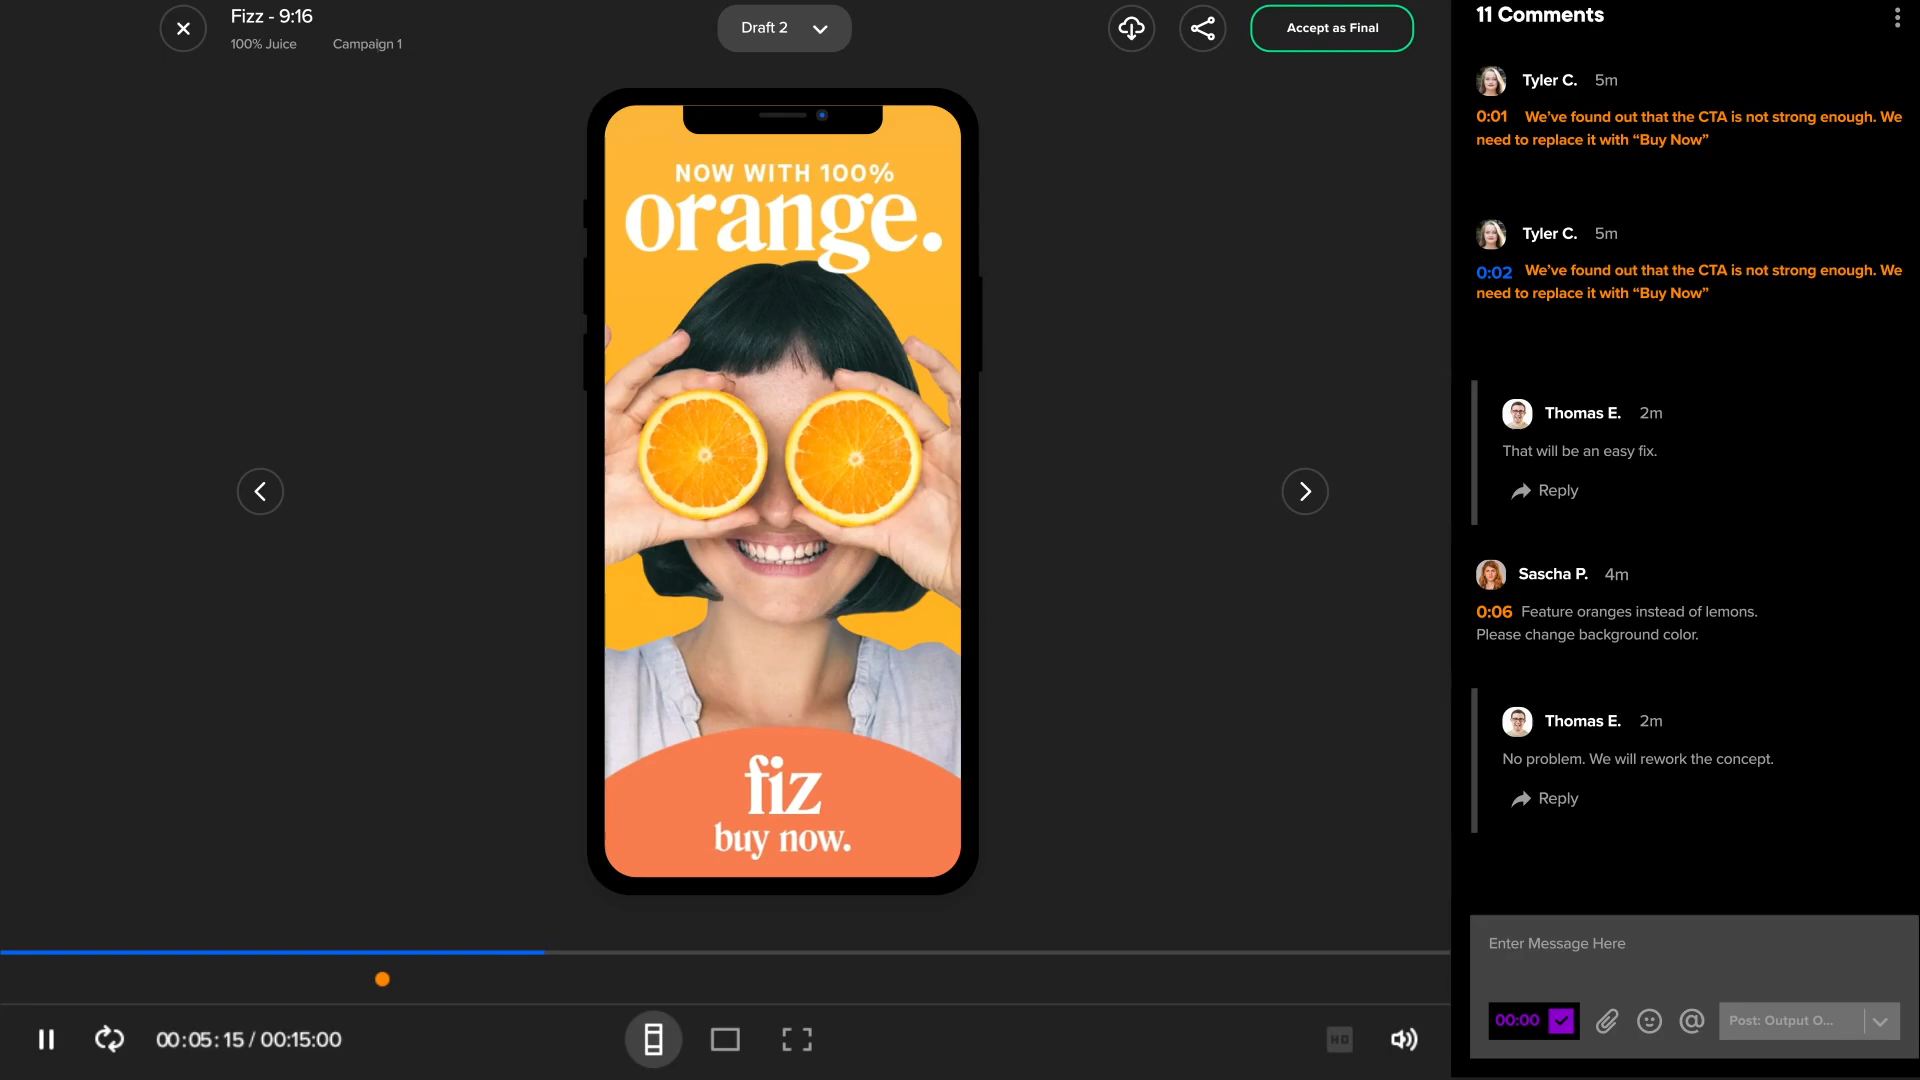 Fizz - 9:16
100% Juice Campaign 1
Draft 2
Accept as Final
NOW WITH 100%
orange.
fiz
buy now.
00:05:15 / 00:15:00
HQ
11 Comments
Tyler C. 5m
0:01 We’ve found out that the CTA is not strong enough. We
need to replace it with “Buy Now”
Tyler C. 5m
0:02 We’ve found out that the CTA is not strong enough. We
need to replace it with “Buy Now”
Thomas E. 2m
That will be an easy fix.
Reply
Sascha P. 4m
0:06 Feature oranges instead of lemons.
Please change background color.
Thomas E. 2m
No problem. We will rework the concept.
Reply
Enter Message Here
00:00
Post: Output O...